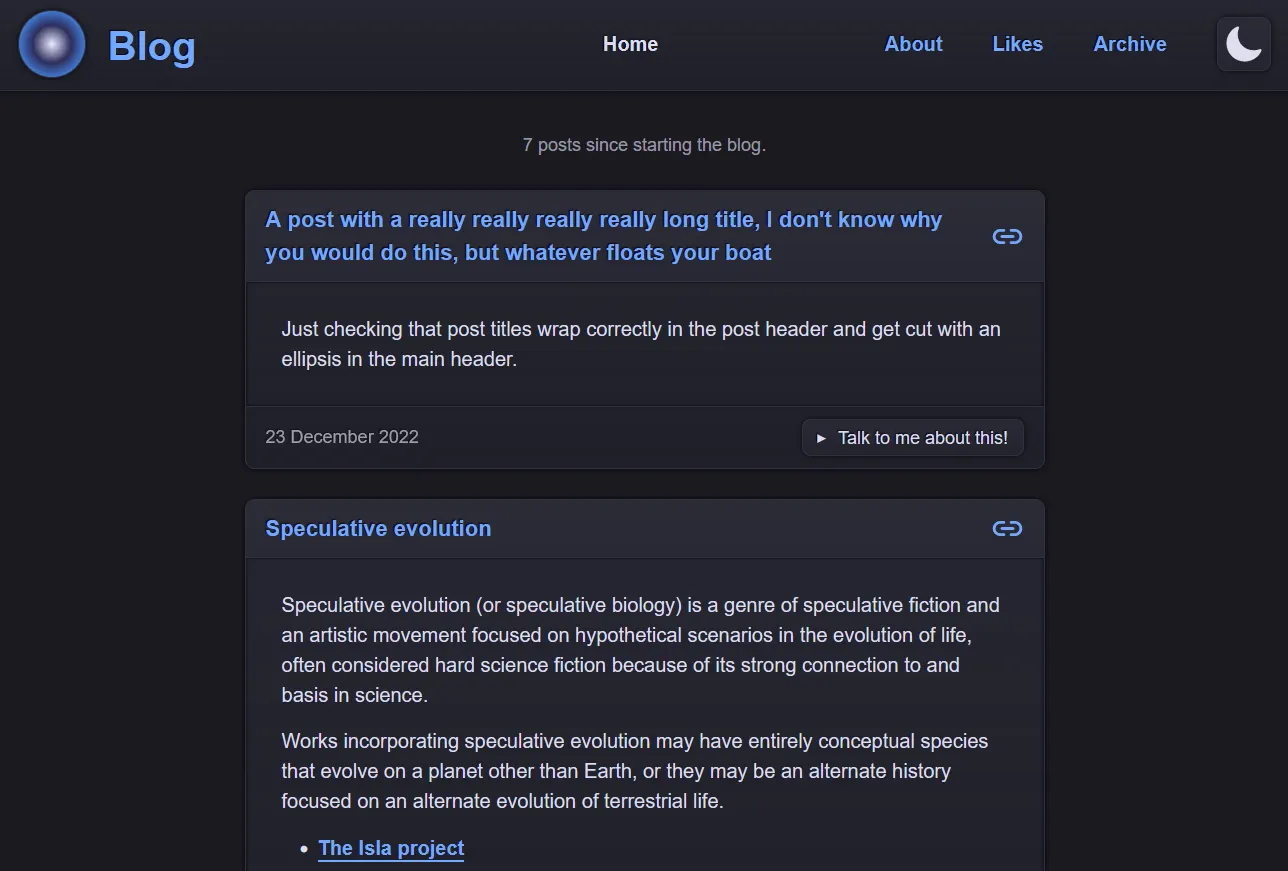 Blog
Home
About
Likes
Archive
7 posts since starting the blog.
A post with a really really really really long title, I don't know why
you would do this, but whatever floats your boat
Just checking that post titles wrap correctly in the post header and get cut with an
ellipsis in the main header.
23 December 2022
► Talk to me about this!
Speculative evolution
Speculative evolution (or speculative biology) is a genre of speculative fiction and
an artistic movement focused on hypothetical scenarios in the evolution of life,
often considered hard science fiction because of its strong connection to and
basis in science.
Works incorporating speculative evolution may have entirely conceptual species
that evolve on a planet other than Earth, or they may be an alternate history
focused on an alternate evolution of terrestrial life.
• The Isla project